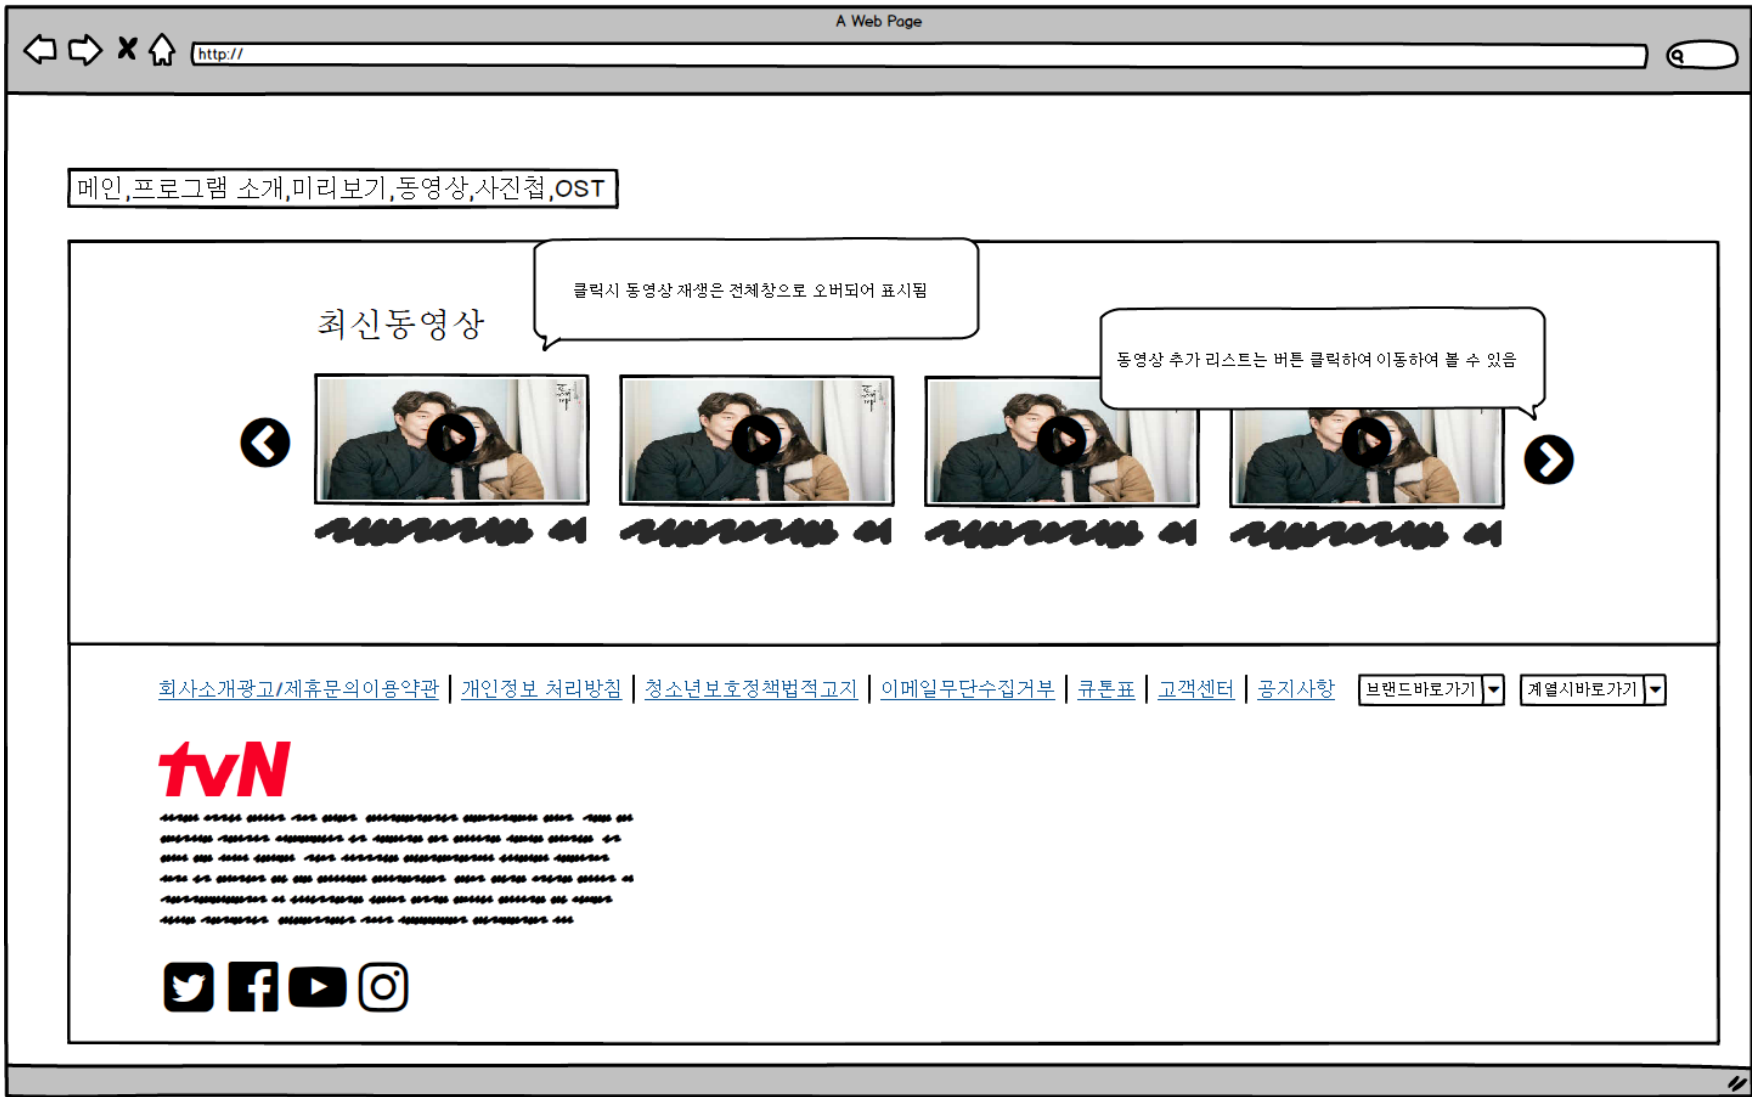 A Web Page
http://
메인,프로그램 소개,미리보기,동영상,사진첩,OST
클릭시 동영상 재생은 전체창으로 오버되어 표시됨
최신동영상
동영상 추가 리스트는 버튼 클릭하여 이동하여 볼 수 있음
회사소개광고/제휴문의이용약관 | 개인정보 처리방침 | 청소년보호정책법적고지 | 이메일무단수집거부 | 큐톤표 | 고객센터 | 공지사항 브랜드바로가기 계열시바로가기
tvN